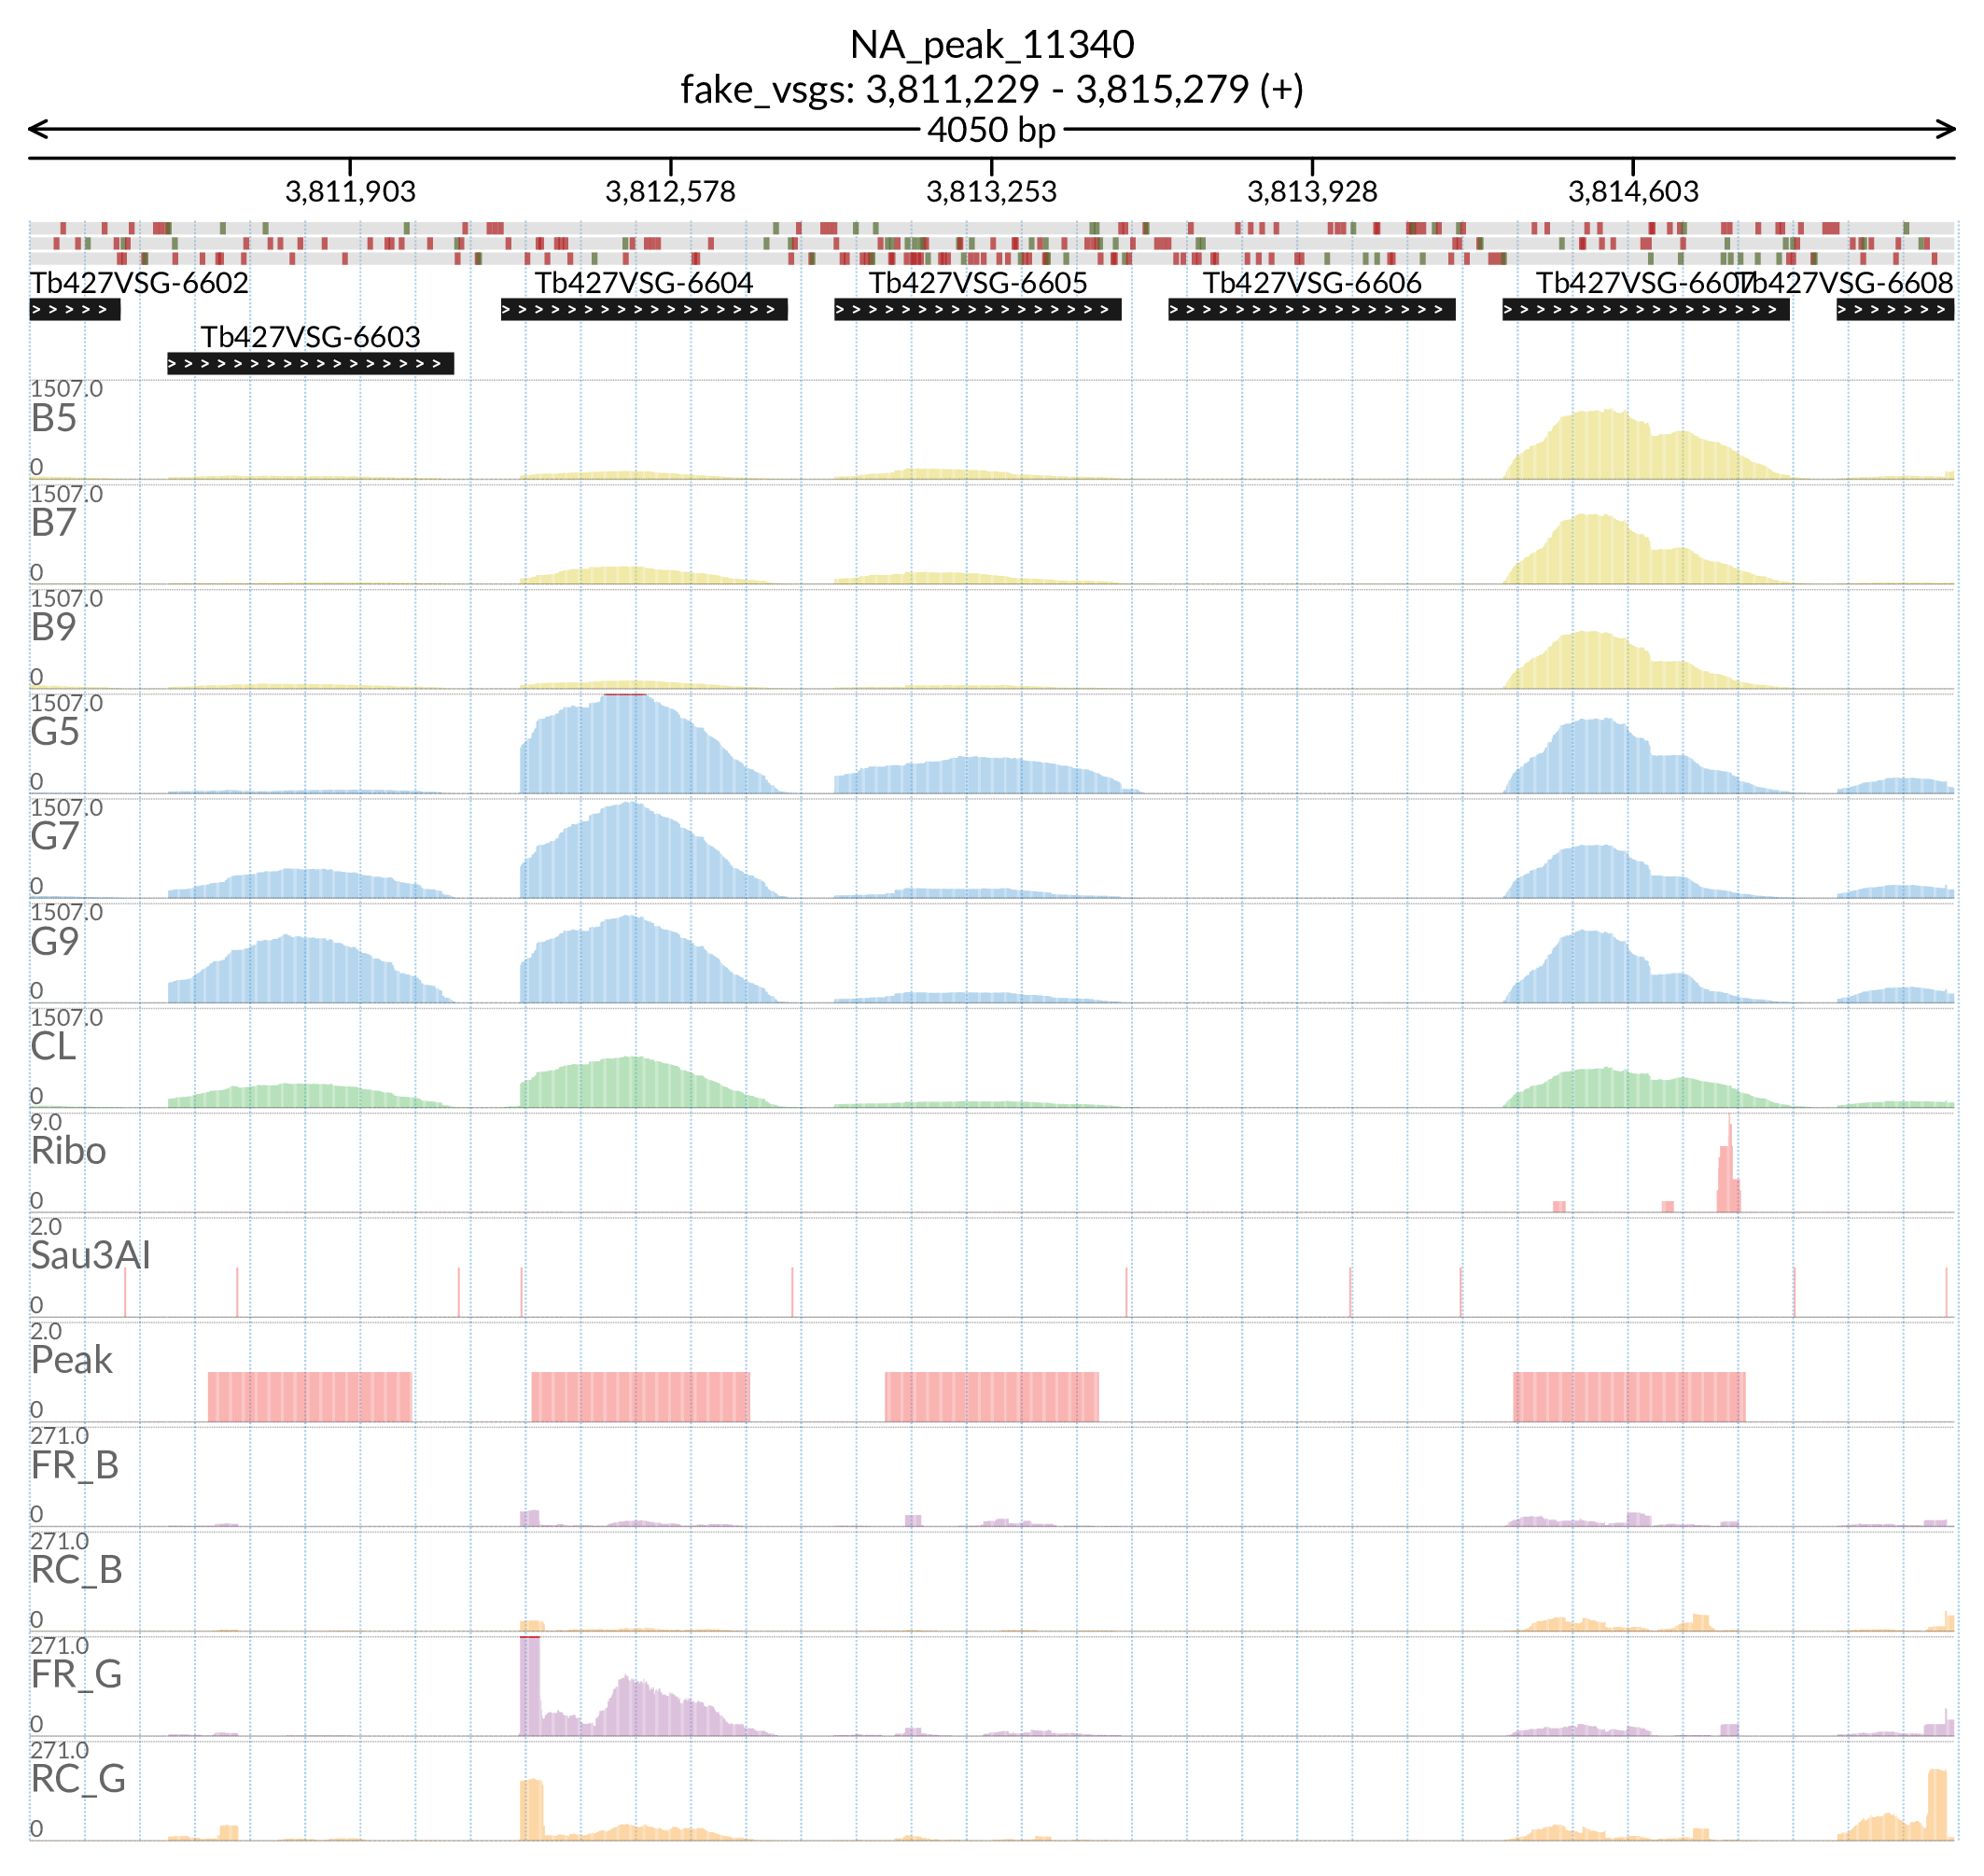 NA_peak_11340
fake_vsgs: 3,811,229 - 3,815,279 (+)
4050 bp
3,811,903 3,812,578 3,813,253 3,813,928 3,814,603
Tb427VSG-6602 Tb427VSG-6604 Tb427VSG-6605 Tb427VSG-6606 Tb427VSG-6607 Tb427VSG-6608
Tb427VSG-6603
1507.0
B5
0
1507.0
B7
0
1507.0
B9
0
1507.0
G5
0
1507.0
G7
0
1507.0
G9
0
1507.0
CL
0
9.0
Ribo
0
2.0
Sau3AI
0
2.0
Peak
0
271.0
FR_B
0
271.0
RC_B
0
271.0
FR_G
0
271.0
RC_G
0